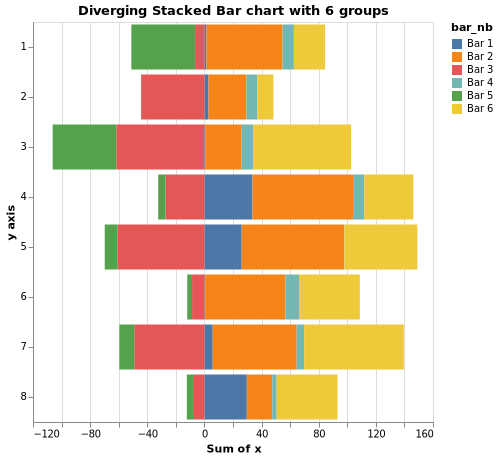 Diverging Stacked Bar chart with 6 groups
bar_nb
Bar 1
Bar 2
Bar 3
Bar 4
Bar 5
Bar 6
y axis
1
2
3
4
5
6
7
8
−120 −80 −40 0 40 80 120 160
Sum of x